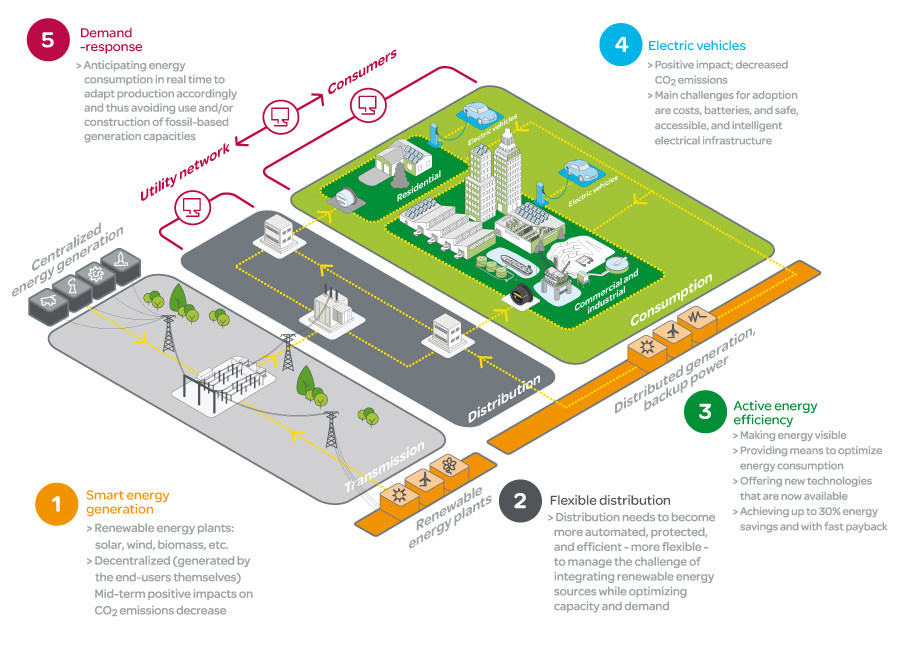 5
Demand
-response
> Anticipating energy
consumption in real time to
adapt production accordingly
and thus avoiding use and/or
construction of fossil-based
generation capacities
4
Electric vehicles
> Positive impact; decreased
CO2 emissions
> Main challenges for adoption
are costs, batteries, and safe,
accessible, and intelligent
electrical infrastructure
Consumers
Utility network
Electric vehicles
Residential
Electric vehicles
Centralized
energy generation
Commercial and
industrial
Consumption
Distribution
Distributed generation,
backup power
Transmission
Renewable
energy plants
3
Active energy
efficiency
> Making energy visible
> Providing means to optimize
energy consumption
> Offering new technologies
that are now available
> Achieving up to 30% energy
savings and with fast payback
1
Smart energy
generation
> Renewable energy plants:
solar, wind, biomass, etc.
> Decentralized (generated by
the end-users themselves)
Mid-term positive impacts on
CO2 emissions decrease
2
Flexible distribution
> Distribution needs to become
more automated, protected,
and efficient - more flexible -
to manage the challenge of
integrating renewable energy
sources while optimizing
capacity and demand